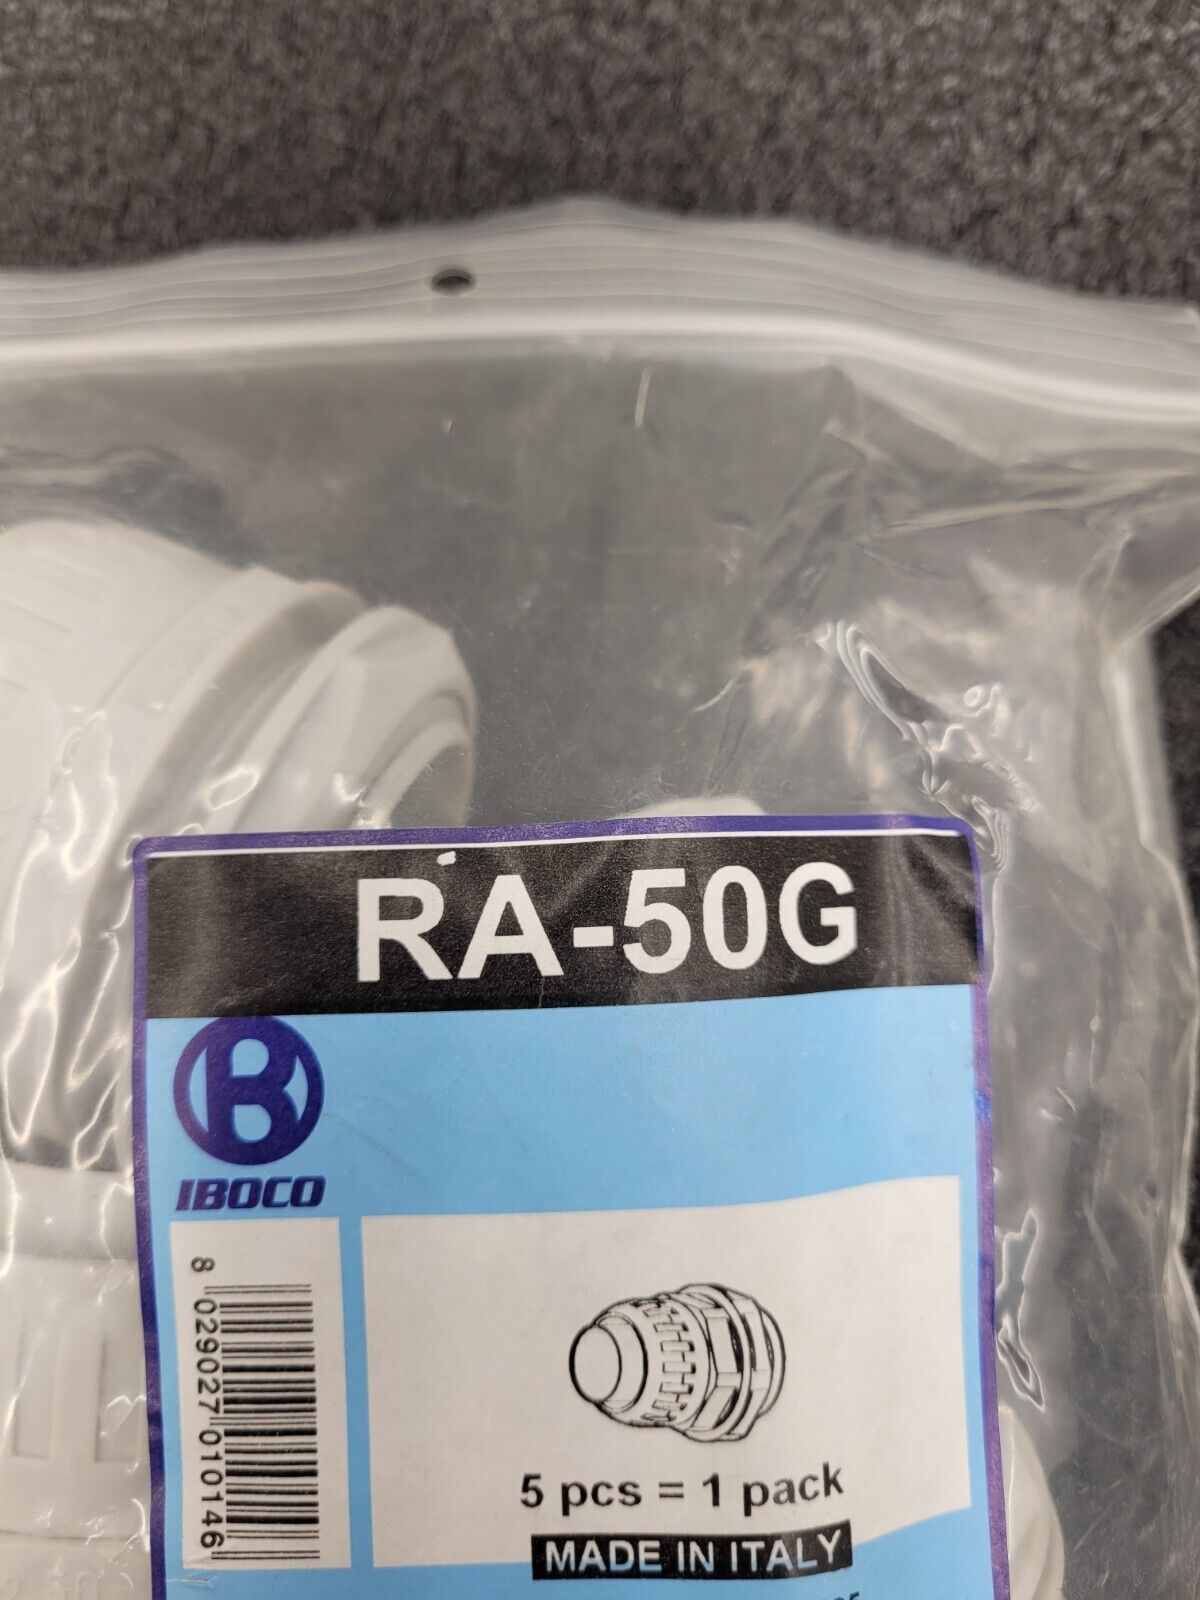 RA-50G
B
IBOCO
8 029027 010146
5 pcs = 1 pack
MADE IN ITALY